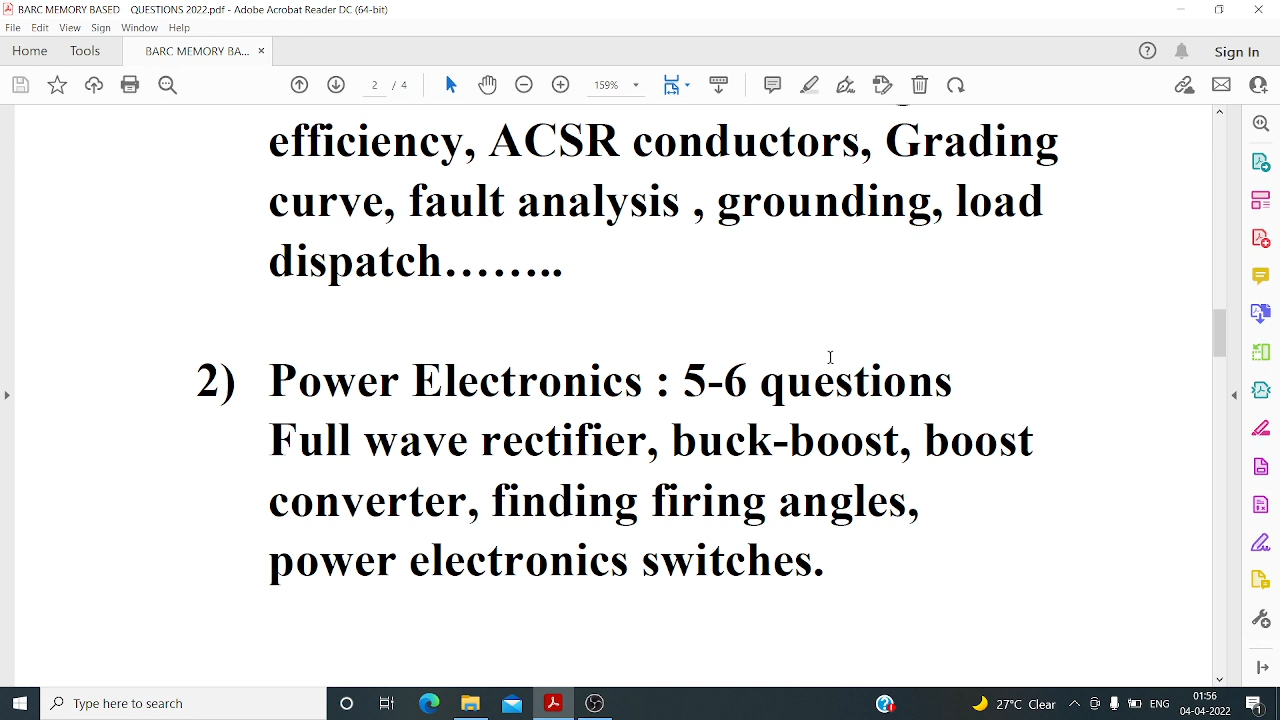 BARC MEMORY BASED QUESTIONS 2022.pdf - Adobe Acrobat Reader DC (64-bit)
File Edit View Sign Window Help
Home Tools BARC MEMORY BA... × Sign In
2 / 4 159%
efficiency, ACSR conductors, Grading
curve, fault analysis , grounding, load
dispatch……..
2) Power Electronics : 5-6 questions
Full wave rectifier, buck-boost, boost
converter, finding firing angles,
power electronics switches.
Type here to search 27°C Clear ENG 01:56
04-04-2022 1